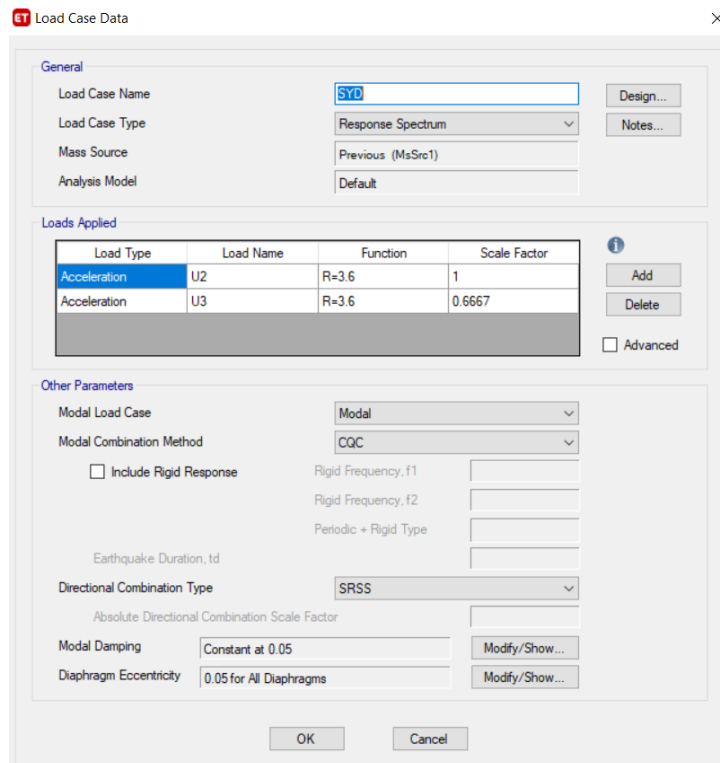 ET Load Case Data
General
Load Case Name SYD Design...
Load Case Type Response Spectrum Notes...
Mass Source Previous (MsSrc1)
Analysis Model Default
Loads Applied
Load Type Load Name Function Scale Factor
Acceleration U2 R=3.6 1 Add
Acceleration U3 R=3.6 0.6667 Delete
Advanced
Other Parameters
Modal Load Case Modal
Modal Combination Method CQC
Include Rigid Response Rigid Frequency, f1
Rigid Frequency, f2
Periodic + Rigid Type
Earthquake Duration, td
Directional Combination Type SRSS
Absolute Directional Combination Scale Factor
Modal Damping Constant at 0.05 Modify/Show...
Diaphragm Eccentricity 0.05 for All Diaphragms Modify/Show...
OK Cancel